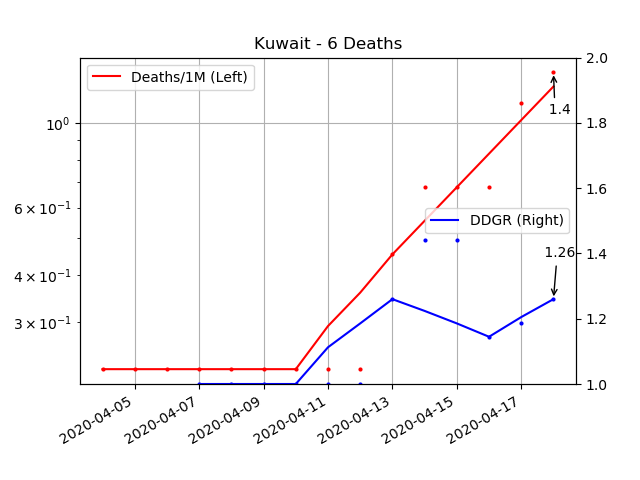 Kuwait - 6 Deaths
Deaths/1M (Left)
DDGR (Right)
1.4
1.26
10⁰
6 × 10⁻¹
4 × 10⁻¹
3 × 10⁻¹
2.0
1.8
1.6
1.4
1.2
1.0
2020-04-05
2020-04-07
2020-04-09
2020-04-11
2020-04-13
2020-04-15
2020-04-17